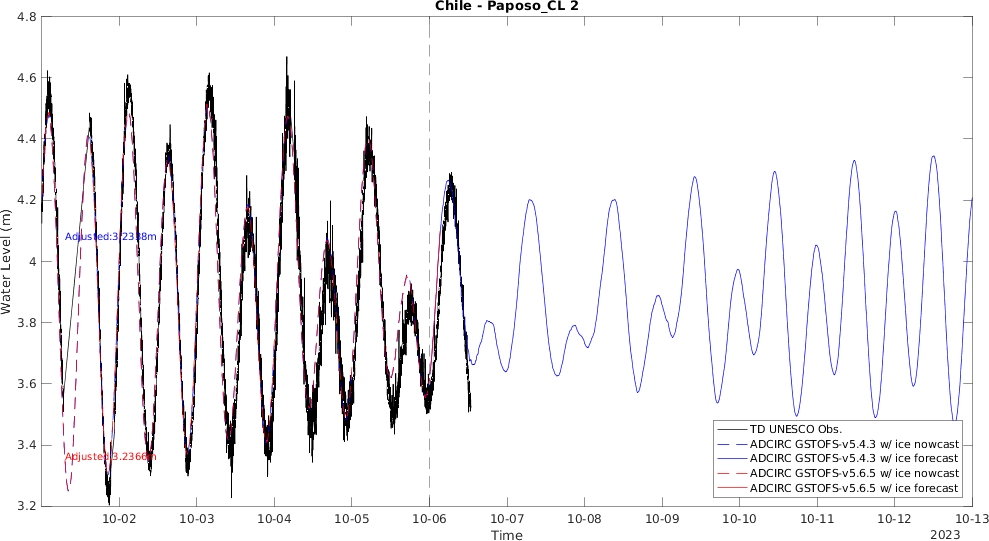 Chile - Paposo_CL 2
4.8
4.6
4.4
4.2
4
3.8
3.6
3.4
3.2
Water Level (m)
Adjusted:3.2338m
Adjusted:3.2366m
TD UNESCO Obs.
ADCIRC GSTOFS-v5.4.3 w/ ice nowcast
ADCIRC GSTOFS-v5.4.3 w/ ice forecast
ADCIRC GSTOFS-v5.6.5 w/ ice nowcast
ADCIRC GSTOFS-v5.6.5 w/ ice forecast
10-02 10-03 10-04 10-05 10-06 10-07 10-08 10-09 10-10 10-11 10-12 10-13
Time
2023